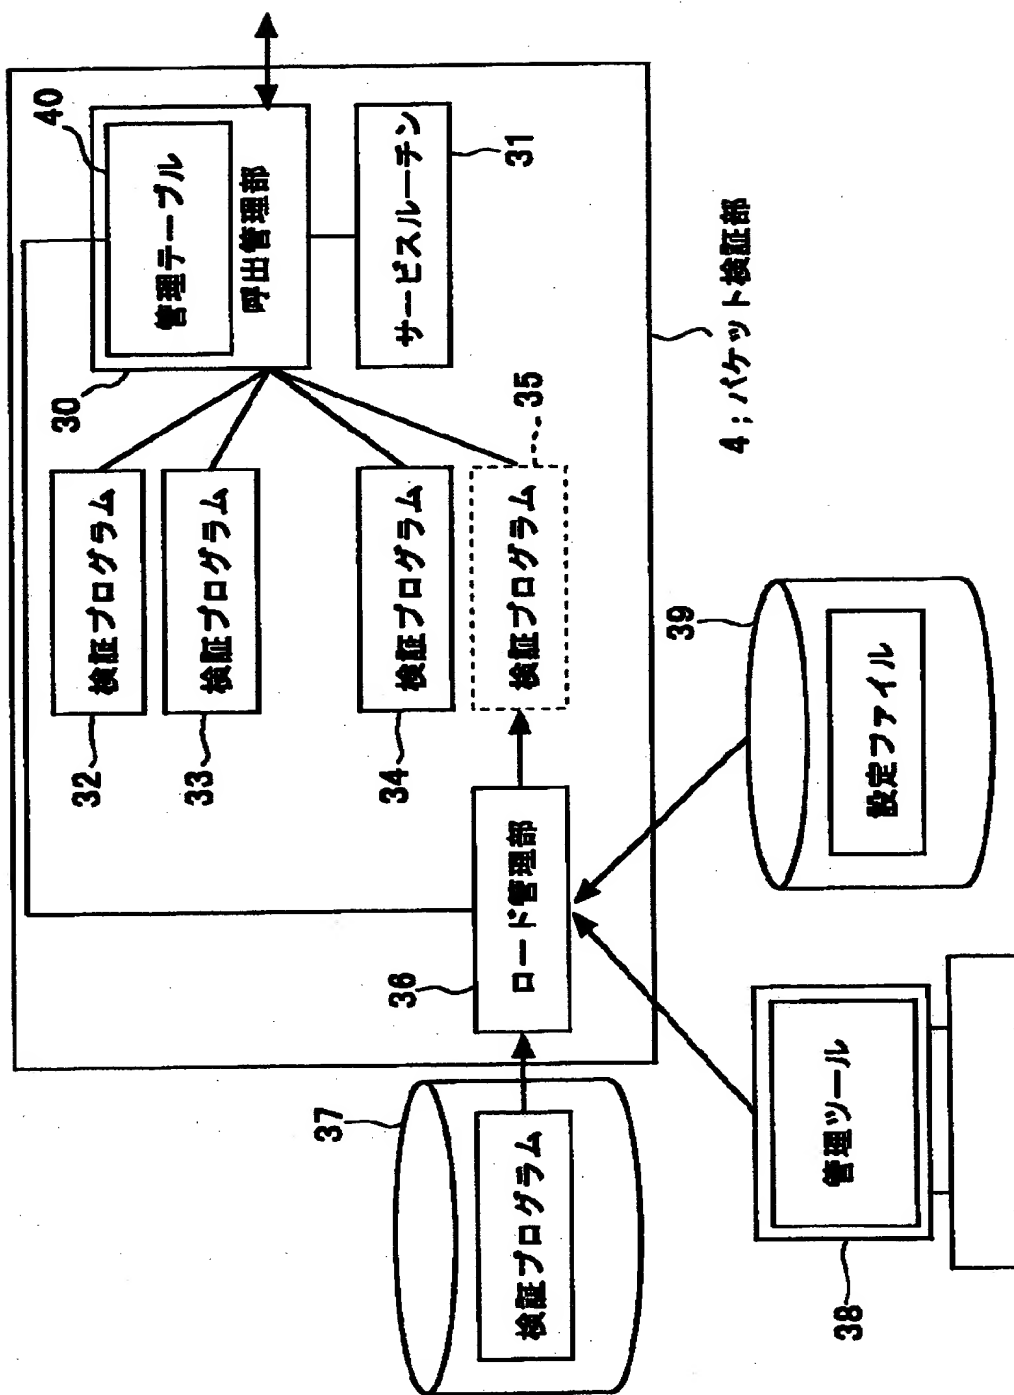 40
管理テーブル
呼出管理部
30
サービスルーチン
31
32
検証プログラム
33
検証プログラム
34
検証プログラム
検証プログラム
35
4;パケット検証部
36
ロード管理部
37
検証プログラム
38
管理ツール
39
設定ファイル